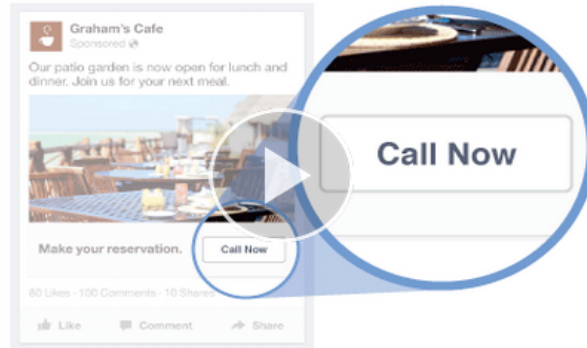 Graham's Cafe
Sponsored
Our patio garden is now open for lunch and
dinner. Join us for your next meal.
Make your reservation. Call Now
80 Likes · 100 Comments · 10 Shares
Like Comment Share
Call Now